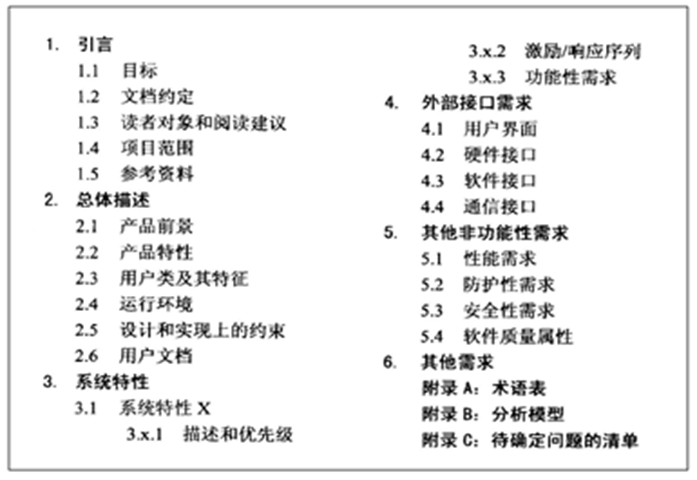 1. 引言
1.1 目标
1.2 文档约定
1.3 读者对象和阅读建议
1.4 项目范围
1.5 参考资料
2. 总体描述
2.1 产品前景
2.2 产品特性
2.3 用户类及其特征
2.4 运行环境
2.5 设计和实现上的约束
2.6 用户文档
3. 系统特性
3.1 系统特性 X
3.x.1 描述和优先级
3.x.2 激励/响应序列
3.x.3 功能性需求
4. 外部接口需求
4.1 用户界面
4.2 硬件接口
4.3 软件接口
4.4 通信接口
5. 其他非功能性需求
5.1 性能需求
5.2 防护性需求
5.3 安全性需求
5.4 软件质量属性
6. 其他需求
附录 A：术语表
附录 B：分析模型
附录 C：待确定问题的清单